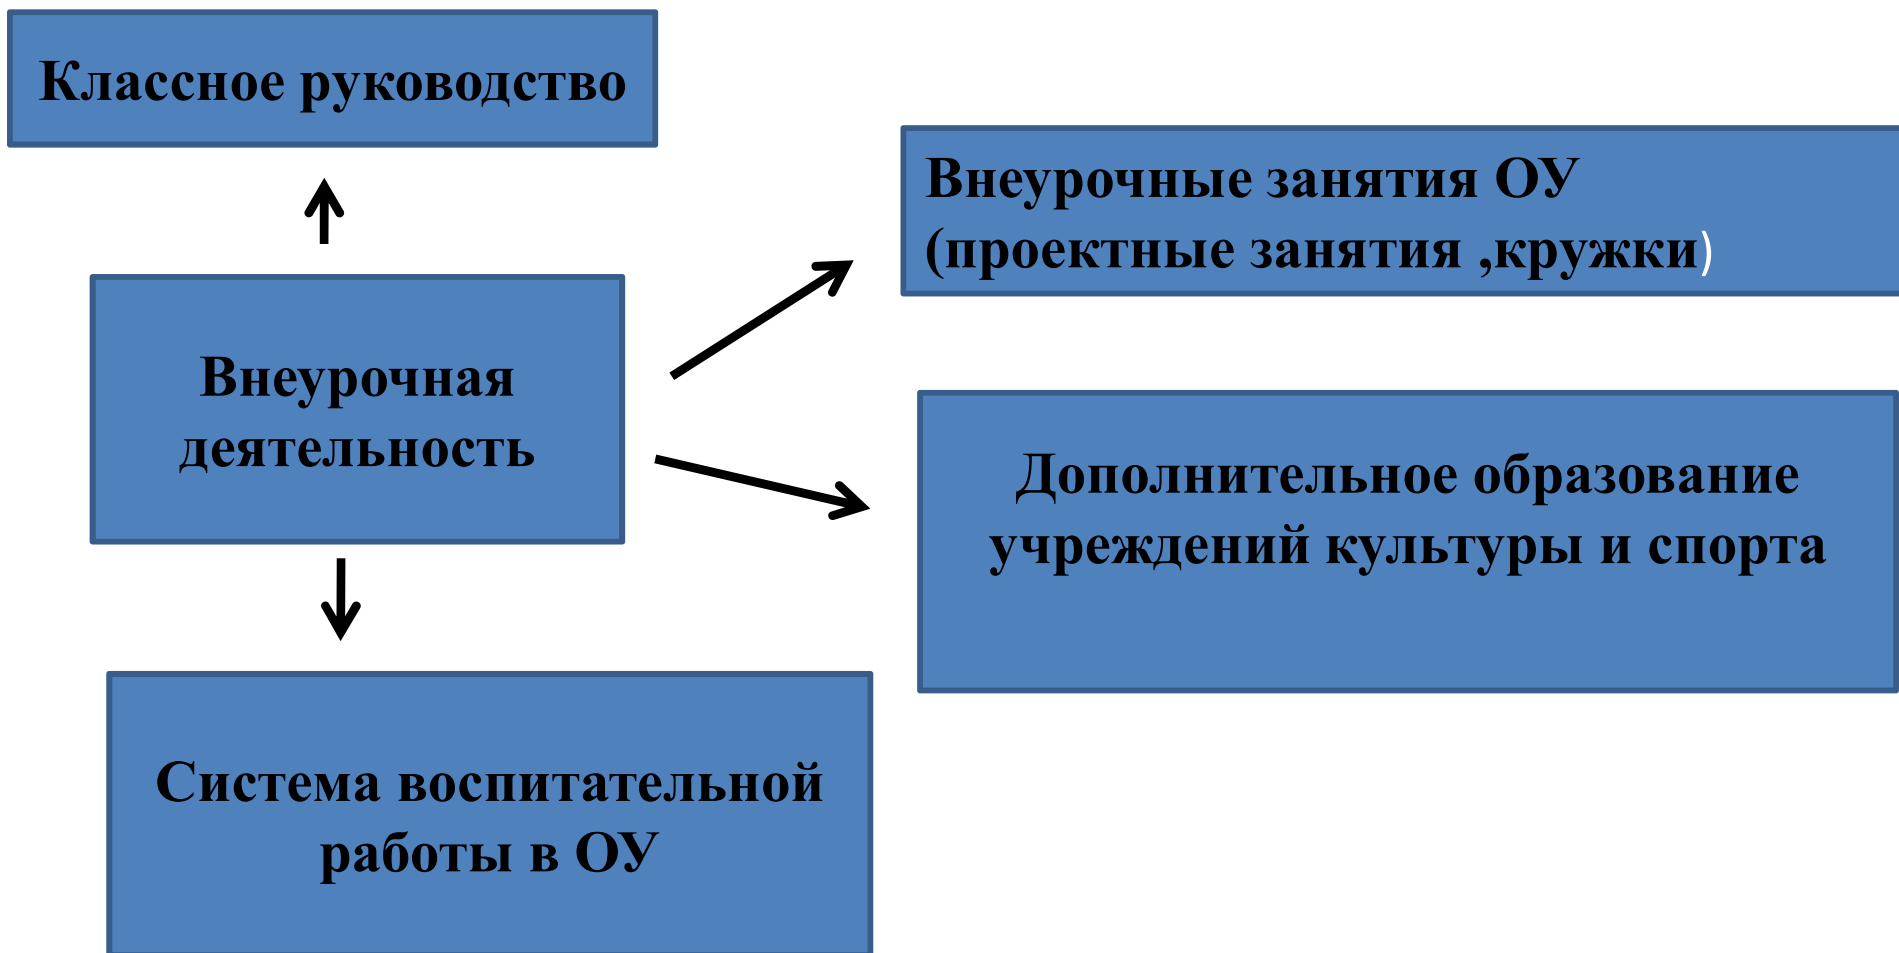 Классное руководство
Внеурочные занятия ОУ
(проектные занятия ,кружки)
Внеурочная
деятельность
Дополнительное образование
учреждений культуры и спорта
Система воспитательной
работы в ОУ